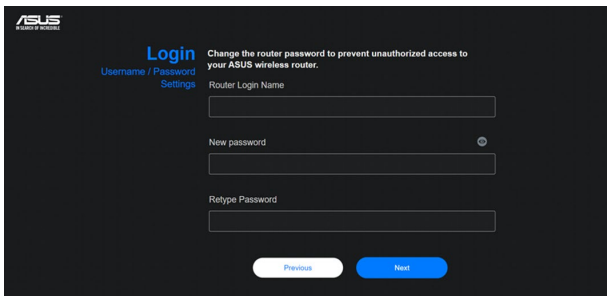 ASUS
IN SEARCH OF INCREDIBLE
Login
Username / Password
Settings
Change the router password to prevent unauthorized access to
your ASUS wireless router.
Router Login Name
New password
Retype Password
Previous
Next